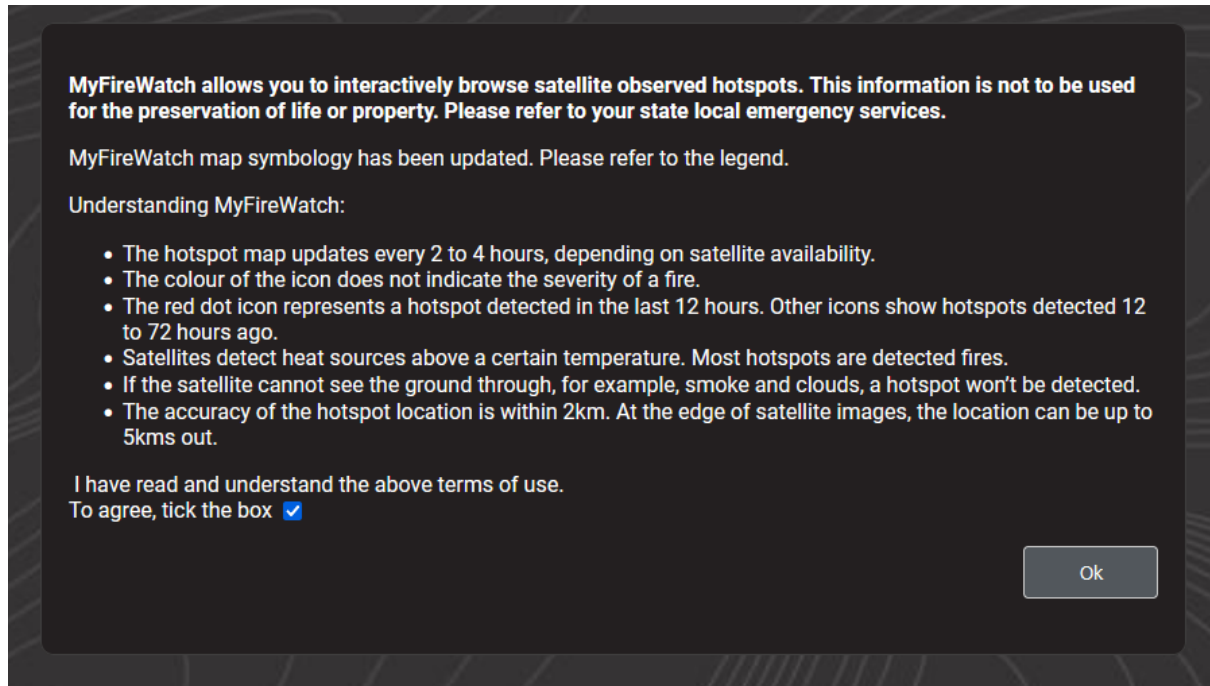 MyFireWatch allows you to interactively browse satellite observed hotspots. This information is not to be used
for the preservation of life or property. Please refer to your state local emergency services.
MyFireWatch map symbology has been updated. Please refer to the legend.
Understanding MyFireWatch:
• The hotspot map updates every 2 to 4 hours, depending on satellite availability.
• The colour of the icon does not indicate the severity of a fire.
• The red dot icon represents a hotspot detected in the last 12 hours. Other icons show hotspots detected 12
to 72 hours ago.
• Satellites detect heat sources above a certain temperature. Most hotspots are detected fires.
• If the satellite cannot see the ground through, for example, smoke and clouds, a hotspot won’t be detected.
• The accuracy of the hotspot location is within 2km. At the edge of satellite images, the location can be up to
5kms out.
I have read and understand the above terms of use.
To agree, tick the box
Ok